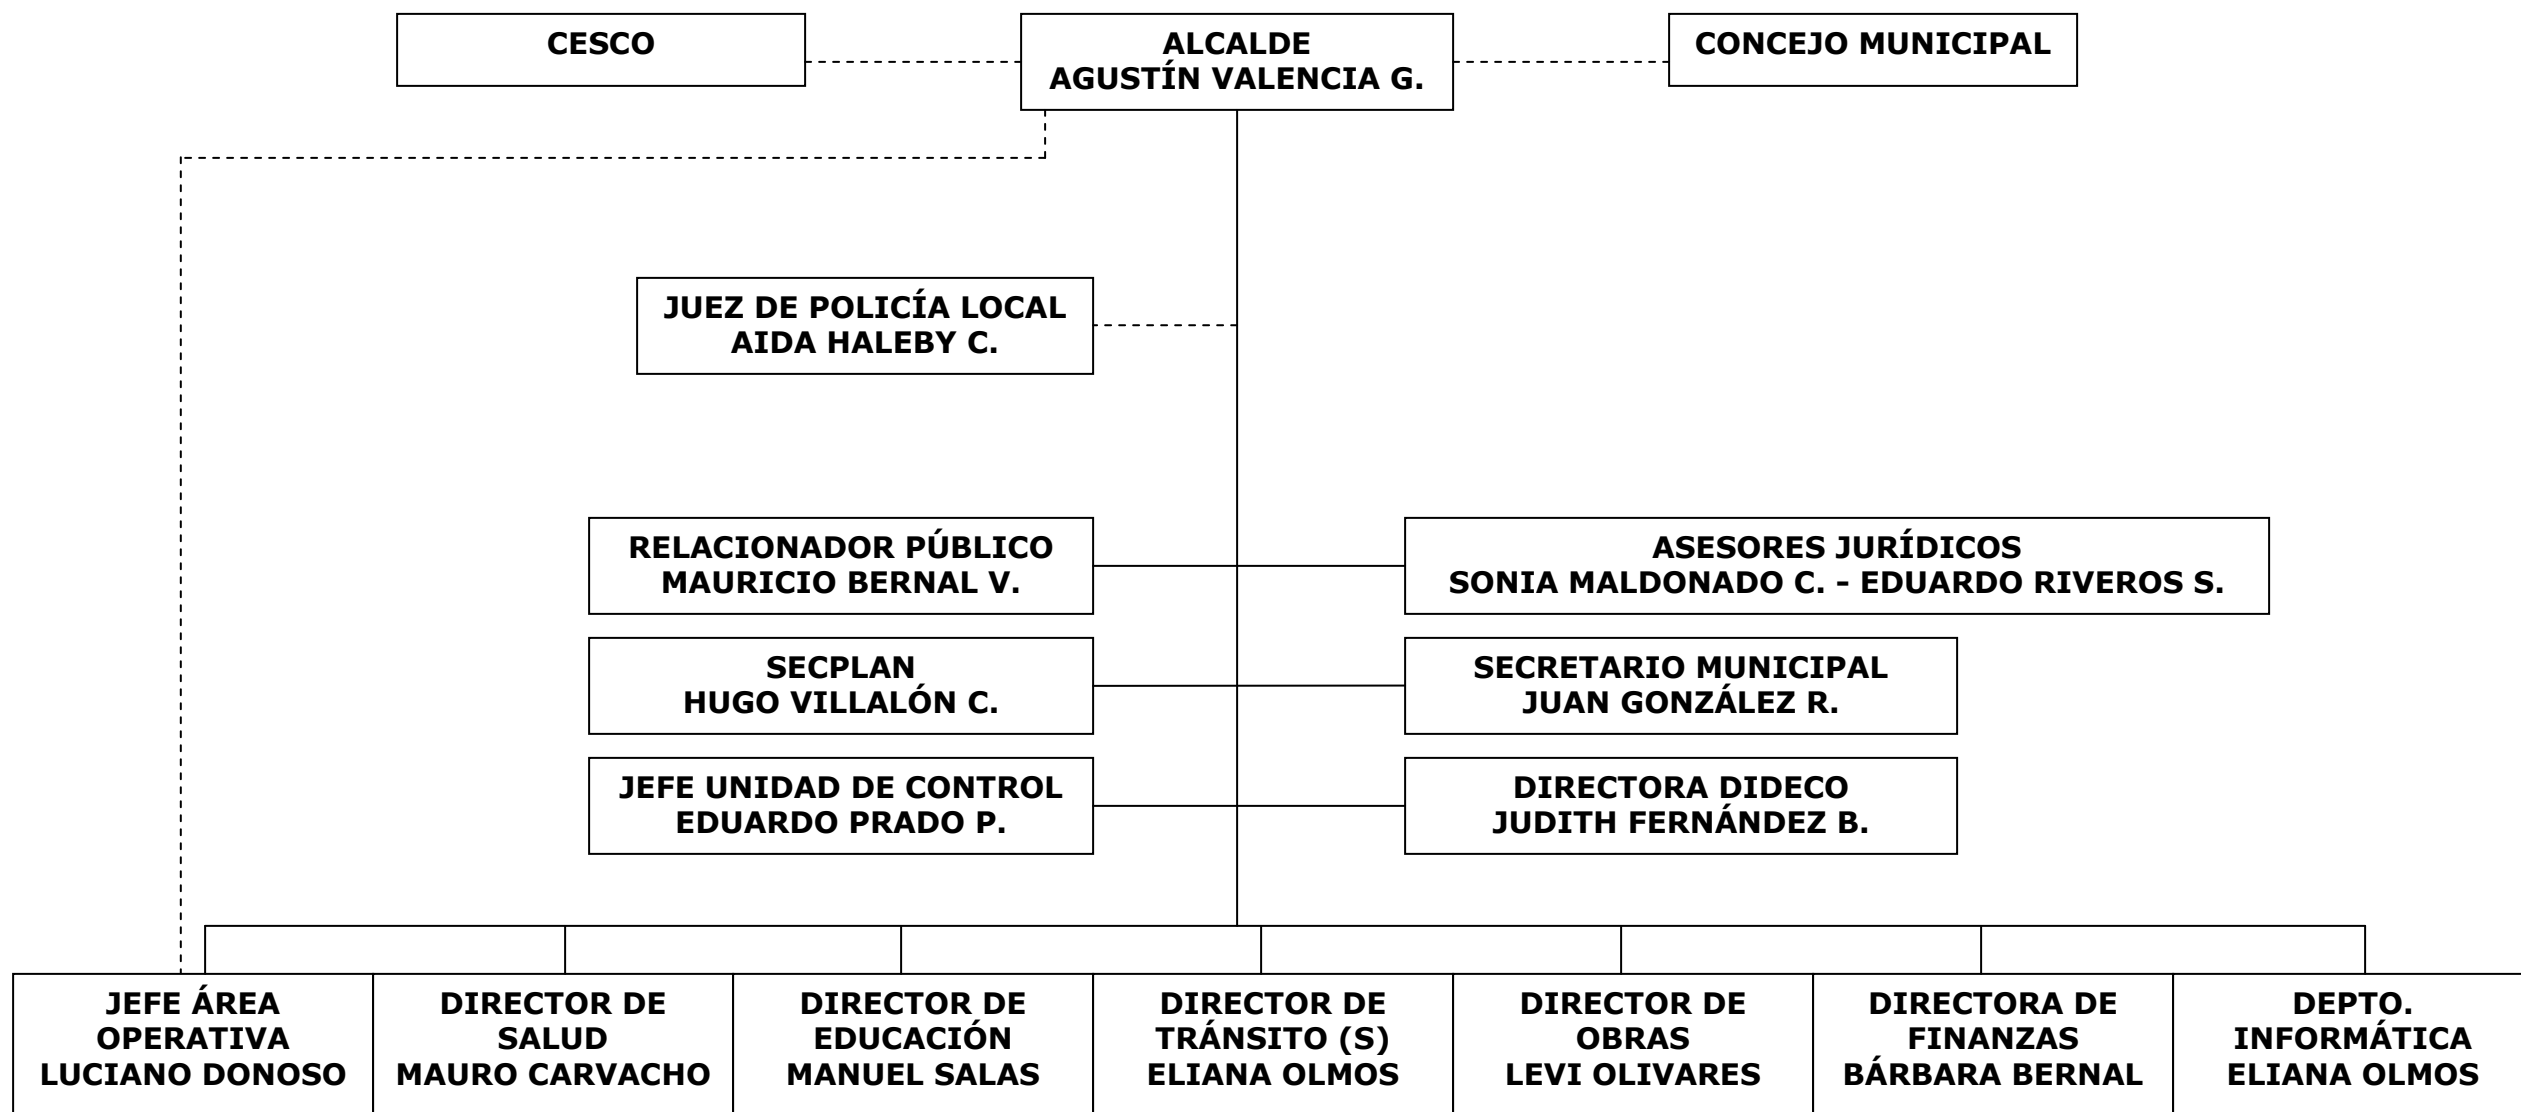 CESCO
ALCALDE
AGUSTÍN VALENCIA G.
CONCEJO MUNICIPAL
JUEZ DE POLICÍA LOCAL
AIDA HALEBY C.
RELACIONADOR PÚBLICO
MAURICIO BERNAL V.
ASESORES JURÍDICOS
SONIA MALDONADO C. - EDUARDO RIVEROS S.
SECPLAN
HUGO VILLALÓN C.
SECRETARIO MUNICIPAL
JUAN GONZÁLEZ R.
JEFE UNIDAD DE CONTROL
EDUARDO PRADO P.
DIRECTORA DIDECO
JUDITH FERNÁNDEZ B.
JEFE ÁREA
OPERATIVA
LUCIANO DONOSO
DIRECTOR DE
SALUD
MAURO CARVACHO
DIRECTOR DE
EDUCACIÓN
MANUEL SALAS
DIRECTOR DE
TRÁNSITO (S)
ELIANA OLMOS
DIRECTOR DE
OBRAS
LEVI OLIVARES
DIRECTORA DE
FINANZAS
BÁRBARA BERNAL
DEPTO.
INFORMÁTICA
ELIANA OLMOS